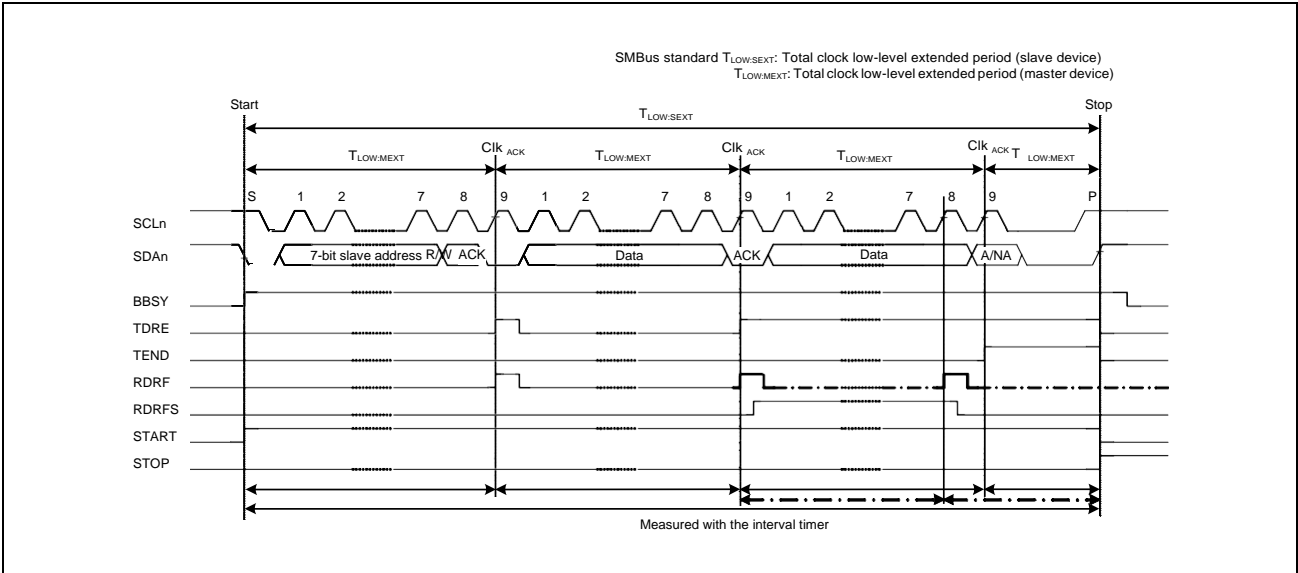 SMBus standard TLOW:SEXT: Total clock low-level extended period (slave device)
TLOW:MEXT: Total clock low-level extended period (master device)
Start
Stop
TLOW:SEXT
TLOW:MEXT
Clk ACK
TLOW:MEXT
Clk ACK
TLOW:MEXT
Clk ACK
T LOW:MEXT
S 1 2 7 8 9 1 2 7 8 9 1 2 7 8 9 P
SCLn
SDAn 7-bit slave address R/W ACK Data ACK Data A/NA
BBSY
TDRE
TEND
RDRF
RDRFS
START
STOP
Measured with the interval timer